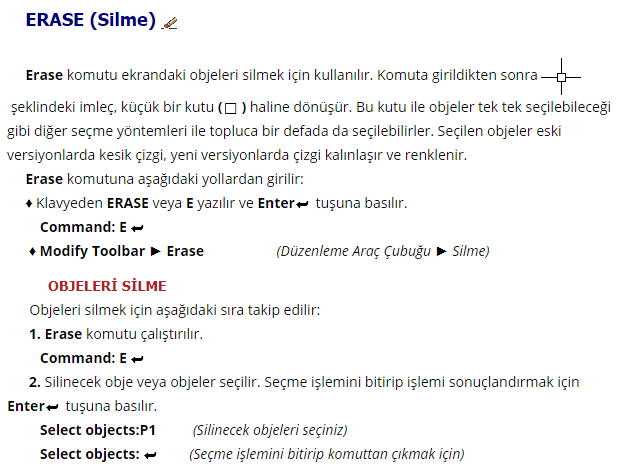 ERASE (Silme)
Erase komutu ekrandaki objeleri silmek için kullanılır. Komuta girildikten sonra
şeklindeki imleç, küçük bir kutu (□ ) haline dönüşür. Bu kutu ile objeler tek tek seçilebileceği
gibi diğer seçme yöntemleri ile topluca bir defada da seçilebilirler. Seçilen objeler eski
versiyonlarda kesik çizgi, yeni versiyonlarda çizgi kalınlaşır ve renklenir.
Erase komutuna aşağıdaki yollardan girilir:
♦ Klavyeden ERASE veya E yazılır ve Enter↵ tuşuna basılır.
Command: E ↵
♦ Modify Toolbar ► Erase (Düzenleme Araç Çubuğu ► Silme)
OBJELERİ SİLME
Objeleri silmek için aşağıdaki sıra takip edilir:
1. Erase komutu çalıştırılır.
Command: E ↵
2. Silinecek obje veya objeler seçilir. Seçme işlemini bitirip işlemi sonuçlandırmak için
Enter↵ tuşuna basılır.
Select objects:P1 (Silinecek objeleri seçiniz)
Select objects: ↵ (Seçme işlemini bitirip komuttan çıkmak için)